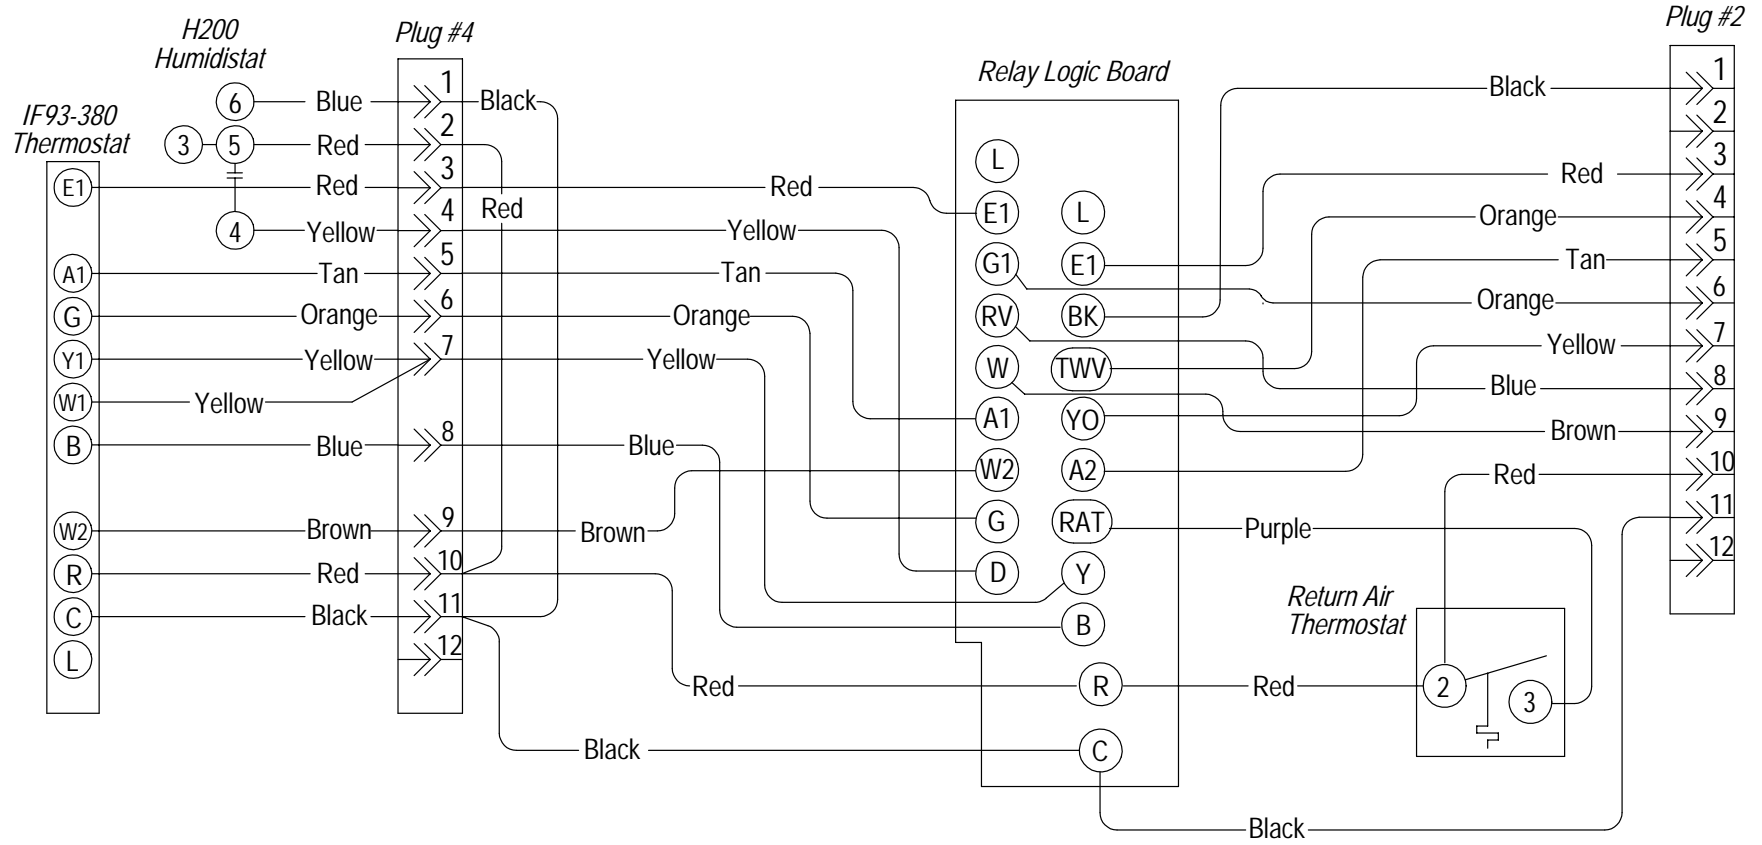 H200
Humidistat
Plug #4
Plug #2
Relay Logic Board
IF93-380
Thermostat
6 Blue 1 Black
3 5 Red 2
E1 Red 3 Red E1
Red
4 Yellow 4 Yellow
A1 Tan 5 Tan
G Orange 6 Orange
Y1 Yellow 7 Yellow
W1 Yellow
B Blue 8 Blue
W2 Brown 9 Brown
R Red 10
C Black 11
L 12
Red
Black
L
G1
RV
W
A1
W2
G
D
L
E1
BK
TWV
YO
A2
RAT
Y
B
R
C
Black 1
2
Red 3
Orange 4
Tan 5
Orange 6
Yellow 7
Blue 8
Brown 9
Red 10
11
12
Purple
Return Air
Thermostat
Red 2 3
Black